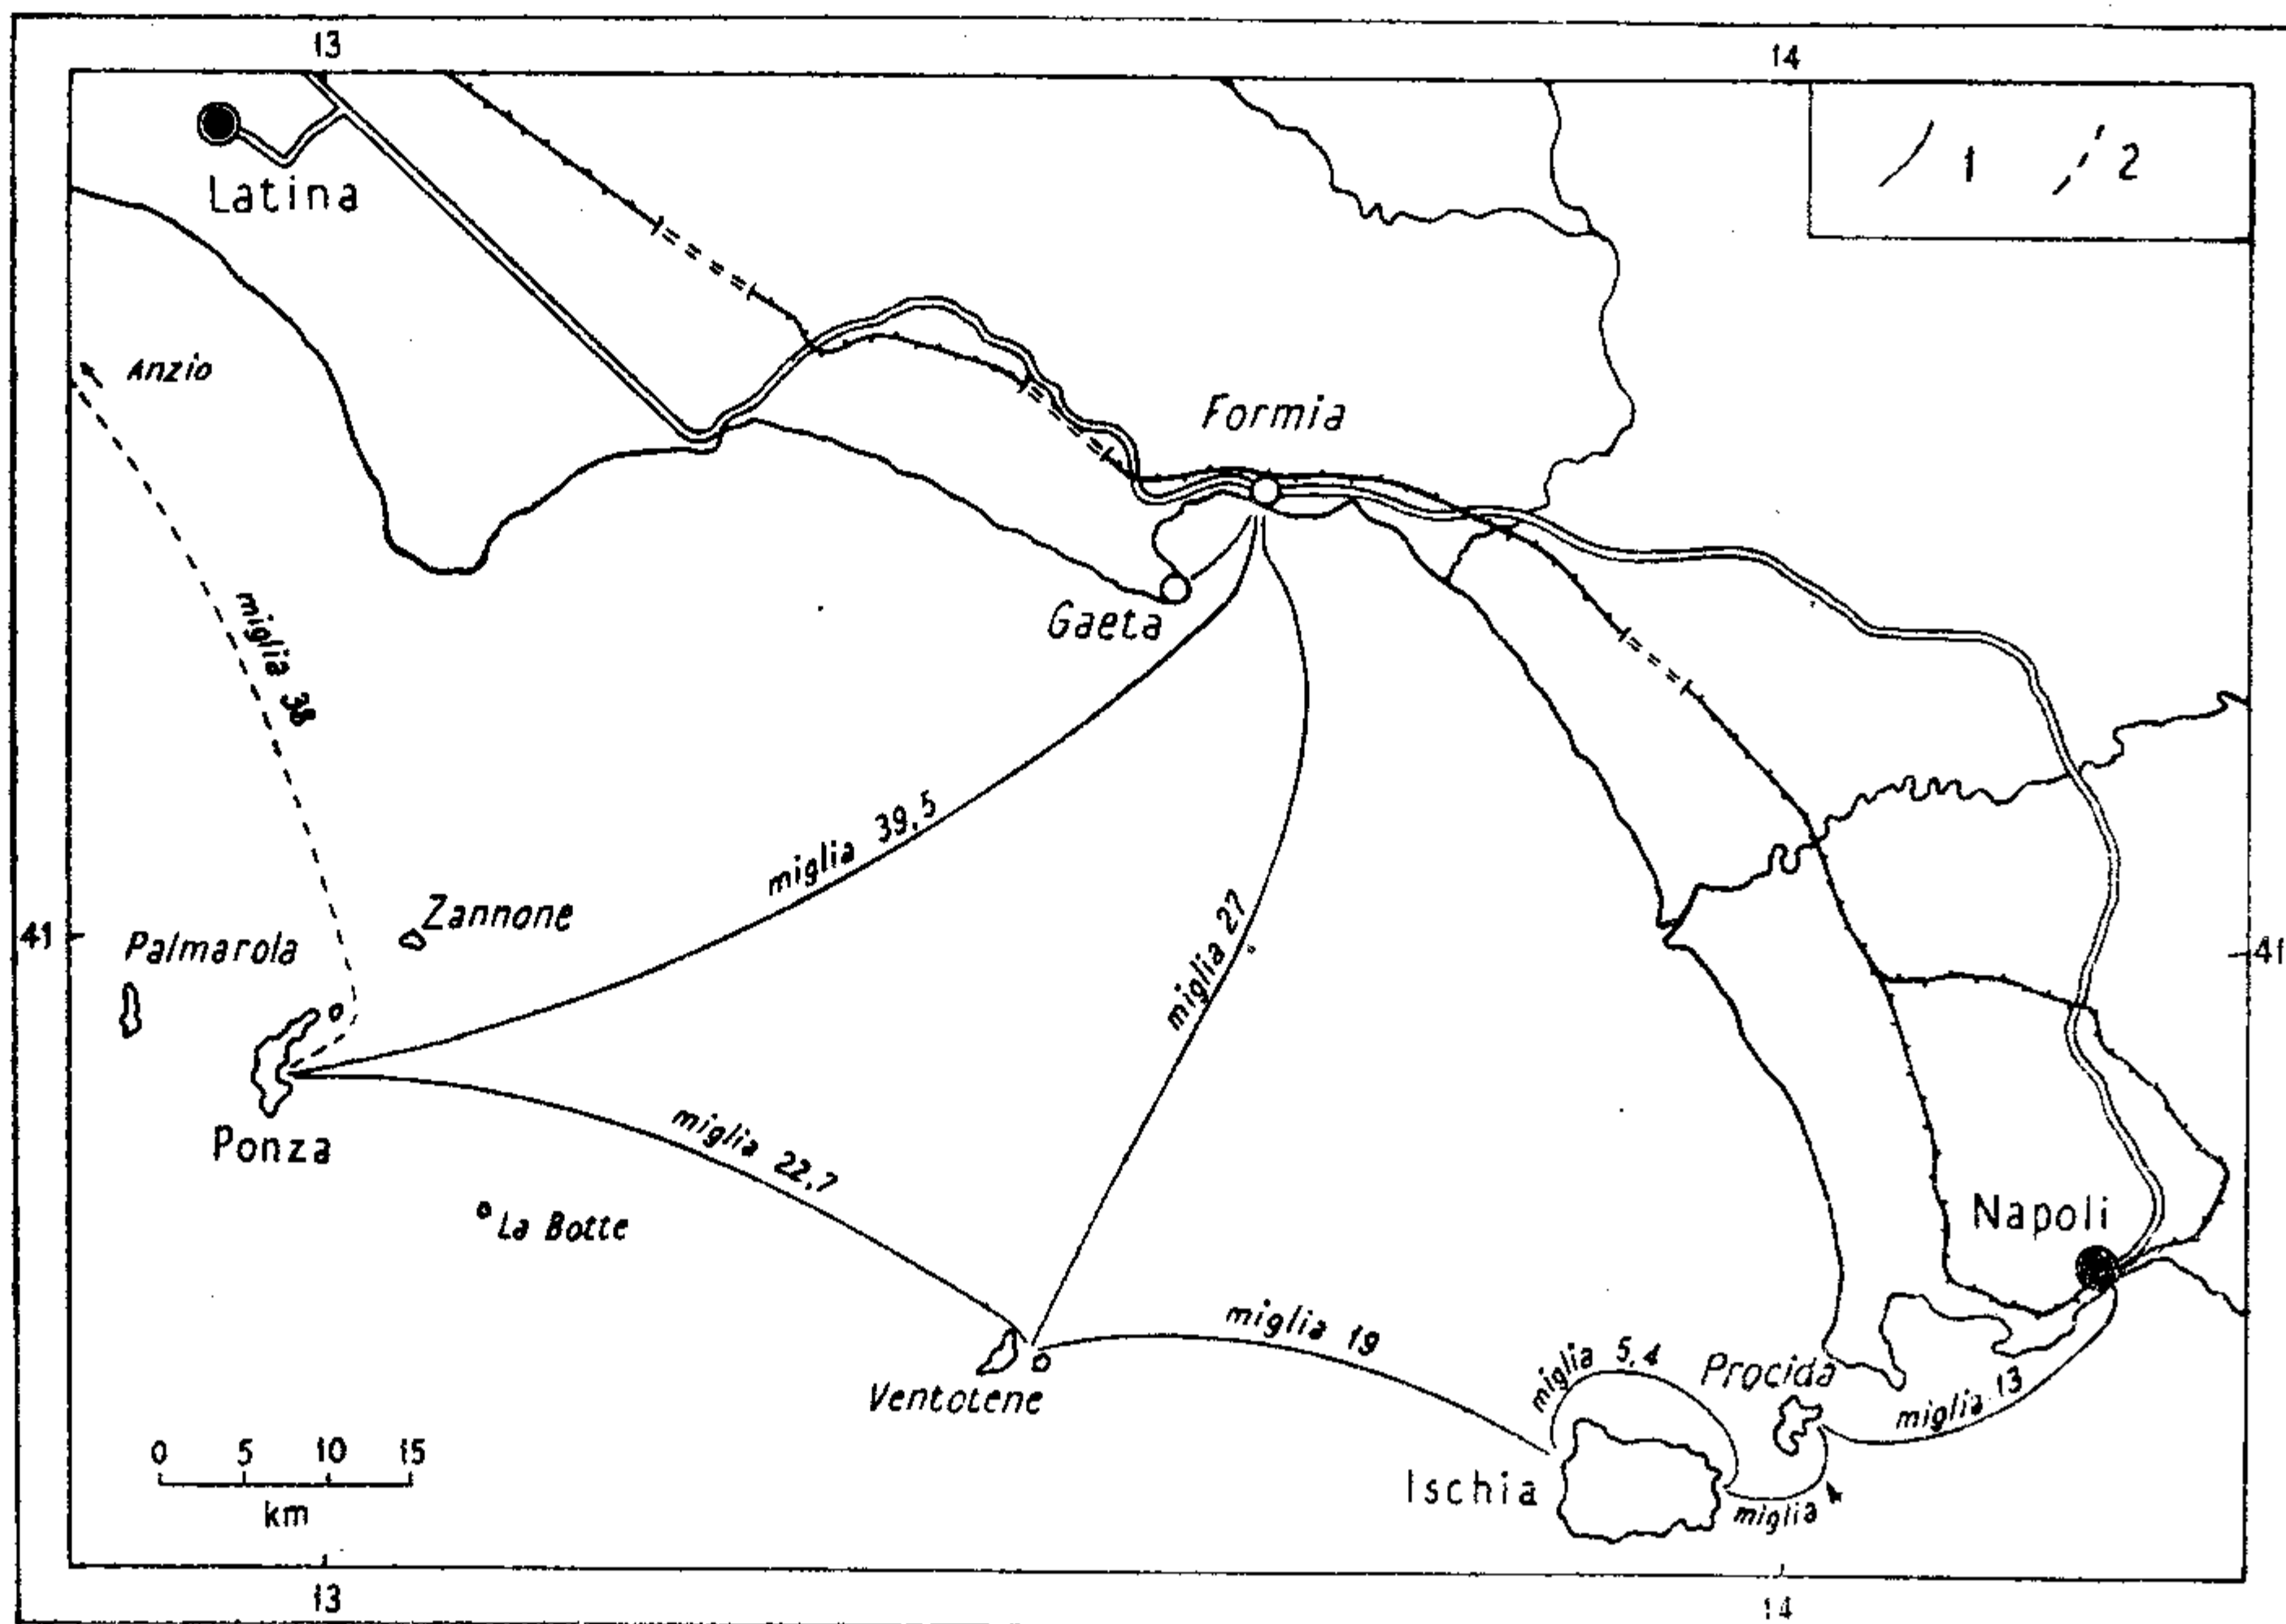 13
14
Latina
1
2
Anzio
Formia
Gaeta
miglia 38
miglia 39,5
Zannone
Palmarola
41
41
miglia 27
Ponza
miglia 22,7
La Botte
Napoli
miglia 19
miglia 5,4
Procida
Ventotene
miglia 13
0 5 10 15
km
Ischia
miglia
13
14